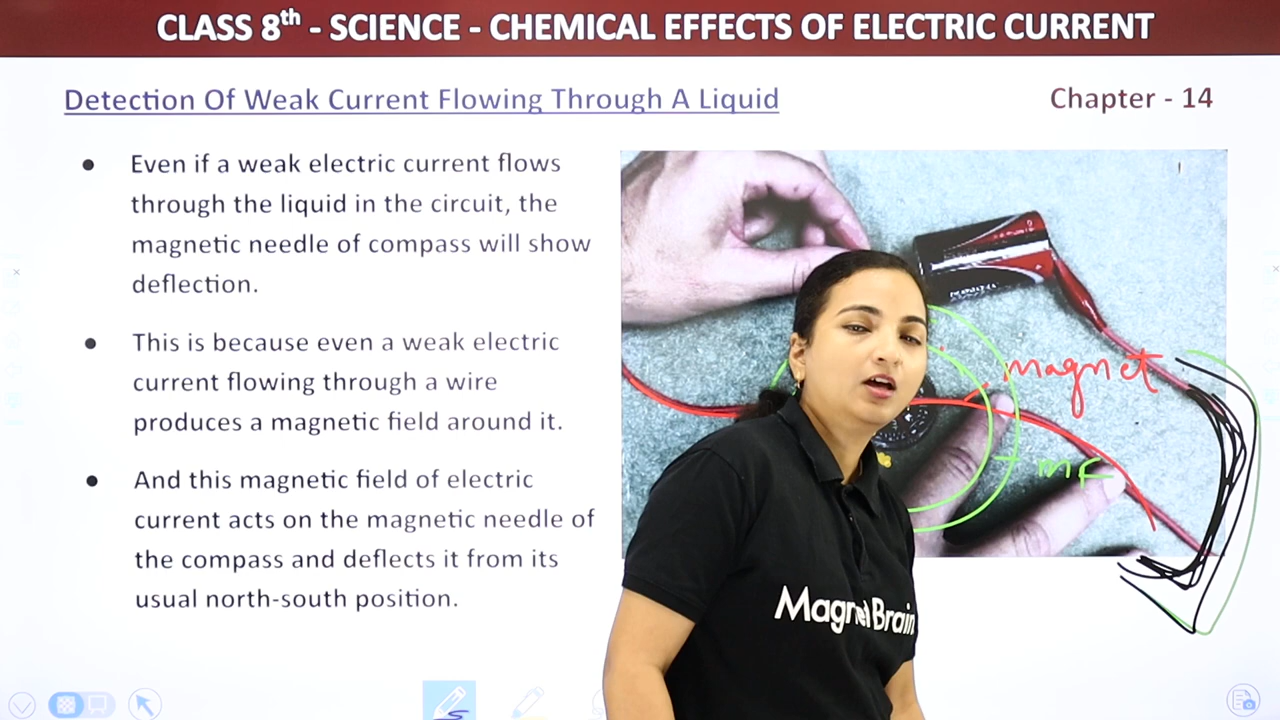 CLASS 8th - SCIENCE - CHEMICAL EFFECTS OF ELECTRIC CURRENT
Detection Of Weak Current Flowing Through A Liquid
Chapter - 14
● Even if a weak electric current flows
through the liquid in the circuit, the
magnetic needle of compass will show
deflection.
● This is because even a weak electric
current flowing through a wire
produces a magnetic field around it.
● And this magnetic field of electric
current acts on the magnetic needle of
the compass and deflects it from its
usual north-south position.
magnet
MF
Magnet Brain